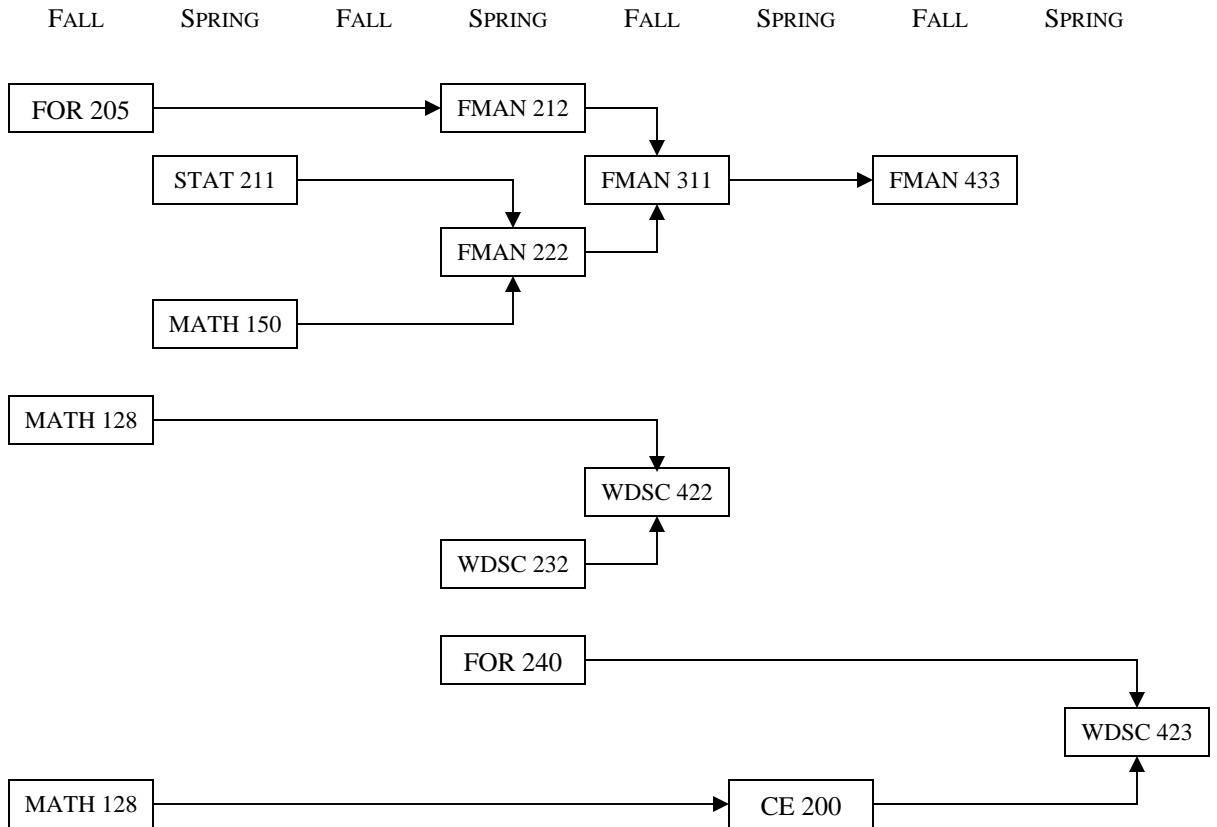 FALL SPRING FALL SPRING FALL SPRING FALL SPRING
FOR 205 FMAN 212
STAT 211 FMAN 311 FMAN 433
FMAN 222
MATH 150
MATH 128
WDSC 422
WDSC 232
FOR 240
WDSC 423
MATH 128 CE 200